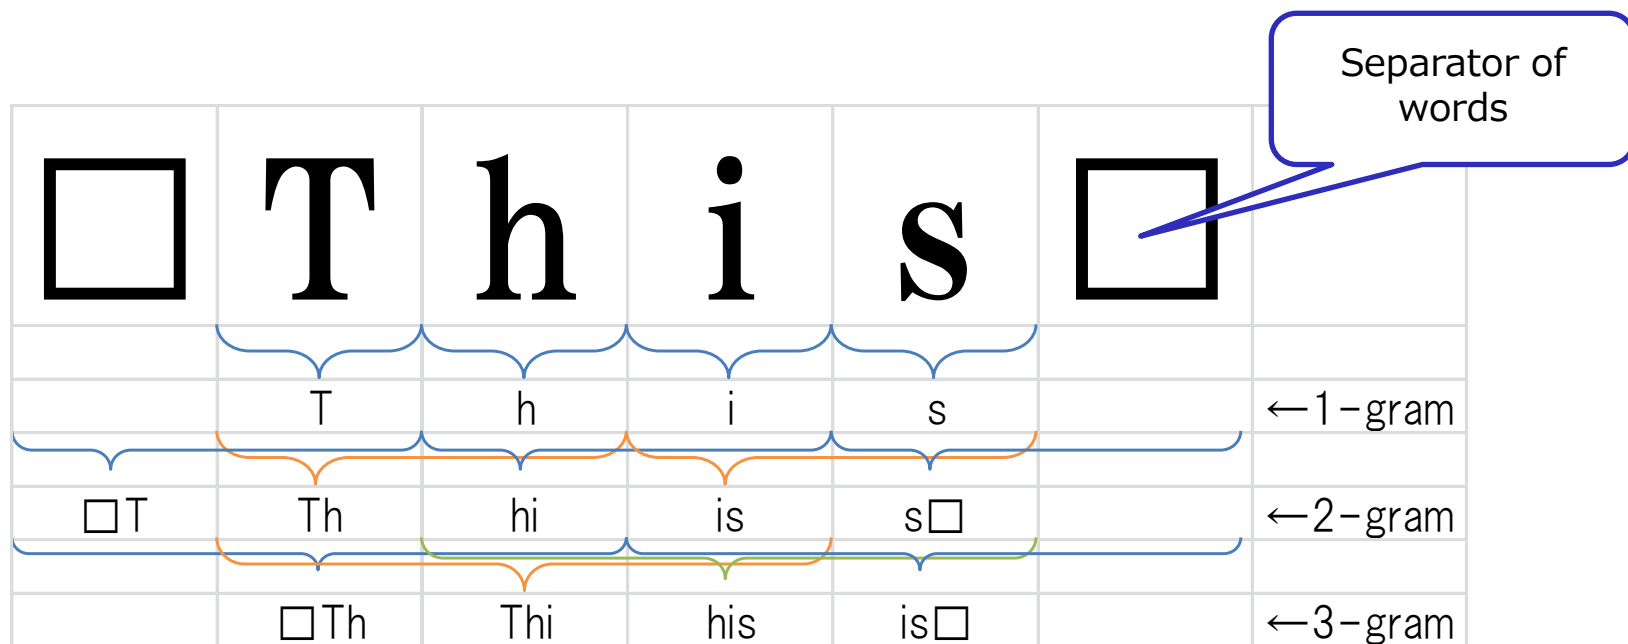 Separator of
words
□ T h i s □
T h i s ←1-gram
□T Th hi is s□ ←2-gram
□Th Thi his is□ ←3-gram